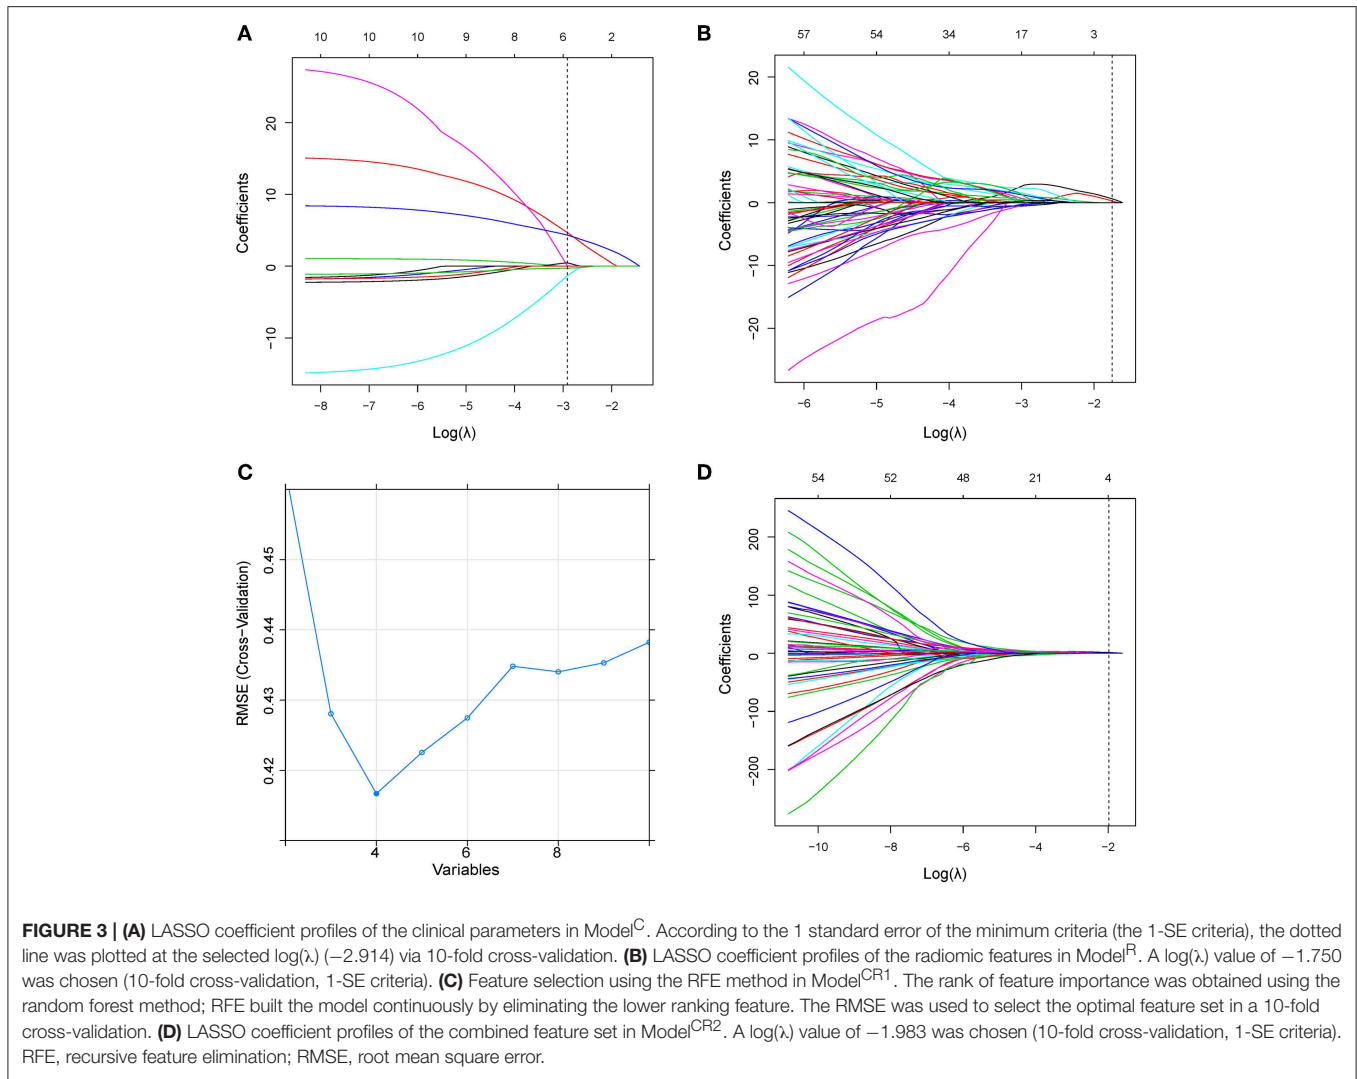 A
10 10 10 9 8 6 2
20
10
0
−10
Coefficients
−8 −7 −6 −5 −4 −3 −2
Log(λ)
B
57 54 34 17 3
20
10
0
−10
−20
Coefficients
−6 −5 −4 −3 −2
Log(λ)
C
0.45
0.44
0.43
0.42
RMSE (Cross-Validation)
4 6 8
Variables
D
54 52 48 21 4
200
100
0
−100
−200
Coefficients
−10 −8 −6 −4 −2
Log(λ)
FIGURE 3 | (A) LASSO coefficient profiles of the clinical parameters in ModelC. According to the 1 standard error of the minimum criteria (the 1-SE criteria), the dotted
line was plotted at the selected log(λ) (−2.914) via 10-fold cross-validation. (B) LASSO coefficient profiles of the radiomic features in ModelR. A log(λ) value of −1.750
was chosen (10-fold cross-validation, 1-SE criteria). (C) Feature selection using the RFE method in ModelCR1. The rank of feature importance was obtained using the
random forest method; RFE built the model continuously by eliminating the lower ranking feature. The RMSE was used to select the optimal feature set in a 10-fold
cross-validation. (D) LASSO coefficient profiles of the combined feature set in ModelCR2. A log(λ) value of −1.983 was chosen (10-fold cross-validation, 1-SE criteria).
RFE, recursive feature elimination; RMSE, root mean square error.